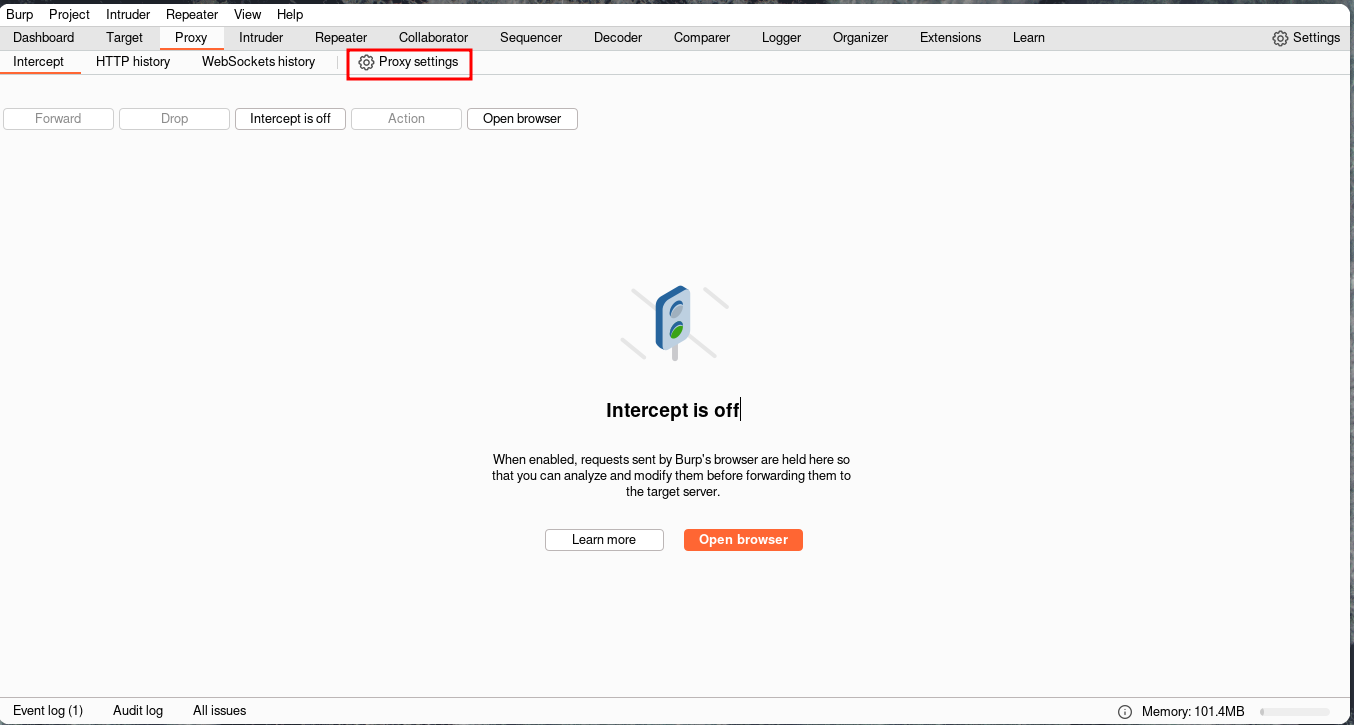 Burp Project Intruder Repeater View Help
Dashboard Target Proxy Intruder Repeater Collaborator Sequencer Decoder Comparer Logger Organizer Extensions Learn Settings
Intercept HTTP history WebSockets history Proxy settings
Forward Drop Intercept is off Action Open browser
Intercept is off
When enabled, requests sent by Burp's browser are held here so
that you can analyze and modify them before forwarding them to
the target server.
Learn more Open browser
Event log (1) Audit log All issues Memory: 101.4MB